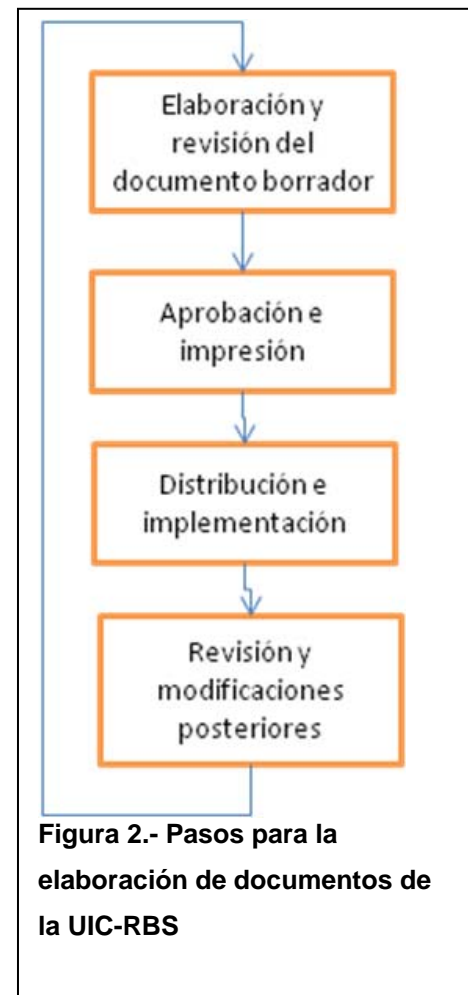 Elaboración y
revisión del
documento borrador
Aprobación e
impresión
Distribución e
implementación
Revisión y
modificaciones
posteriores
Figura 2.- Pasos para la
elaboración de documentos de
la UIC-RBS